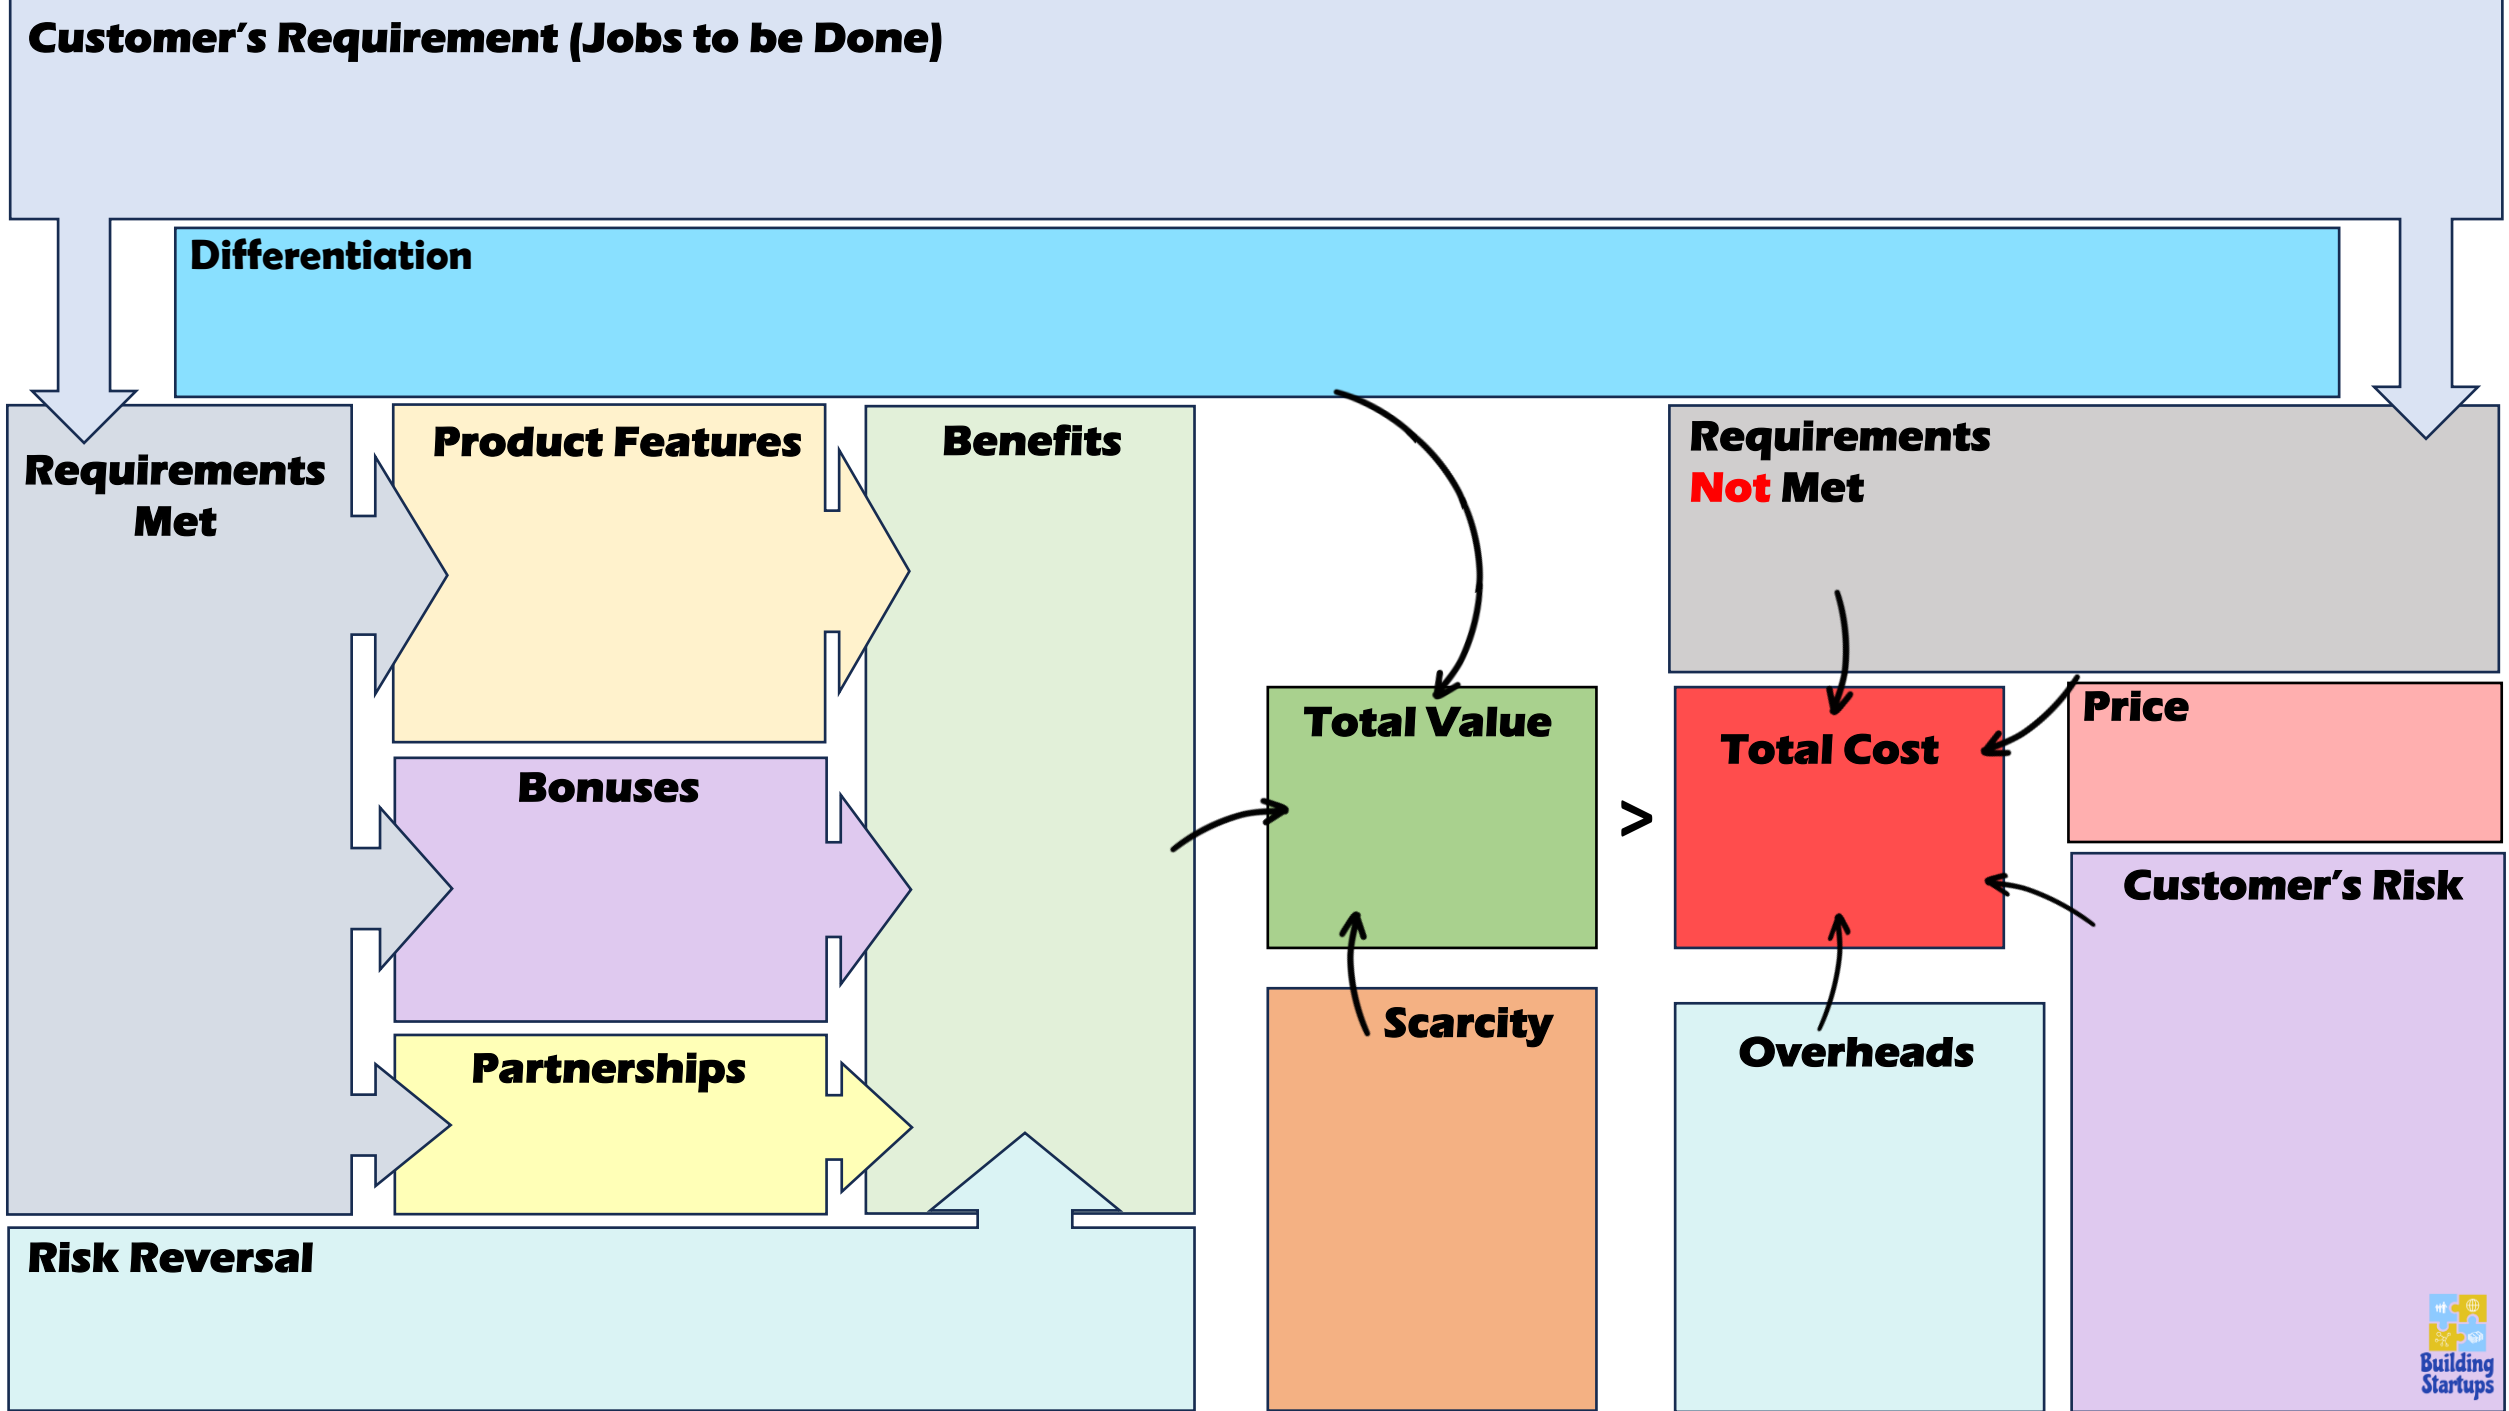 Customer's Requirement (Jobs to be Done)
Differentiation
Requirements
Met
Product Features
Benefits
Requirements
Not Met
Bonuses
Total Value
>
Total Cost
Price
Customer's Risk
Partnerships
Scarcity
Overheads
Risk Reversal
Building
Startups